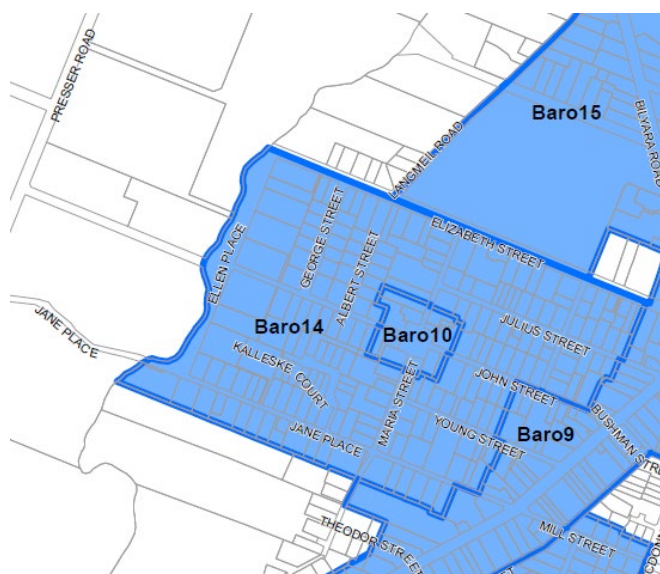 PRESSER ROAD
Baro15
BILYARA ROAD
LANGMEIL ROAD
ELIZABETH STREET
GEORGE STREET
ELLEN PLACE
ALBERT STREET
JANE PLACE
Baro14
Baro10
JULIUS STREET
KALLESKE COURT
JOHN STREET
MARIA STREET
BUSHMAN STRE
JANE PLACE
YOUNG STREET
Baro9
THEODOR STREET
MILL STREET